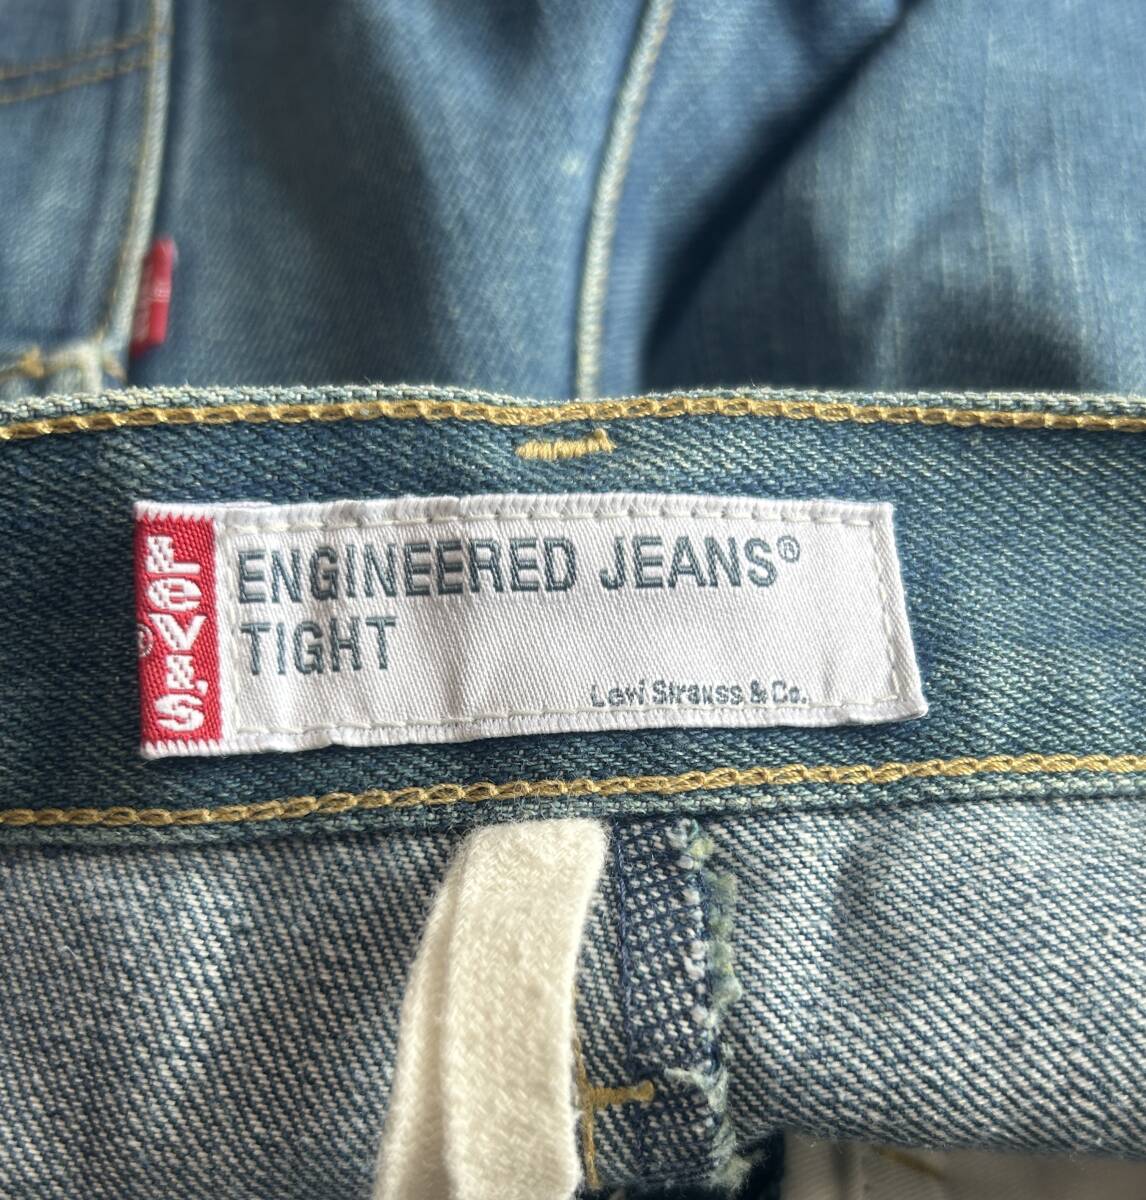 LEVI'S
®
ENGINEERED JEANS®
TIGHT
Levi Strauss & Co.